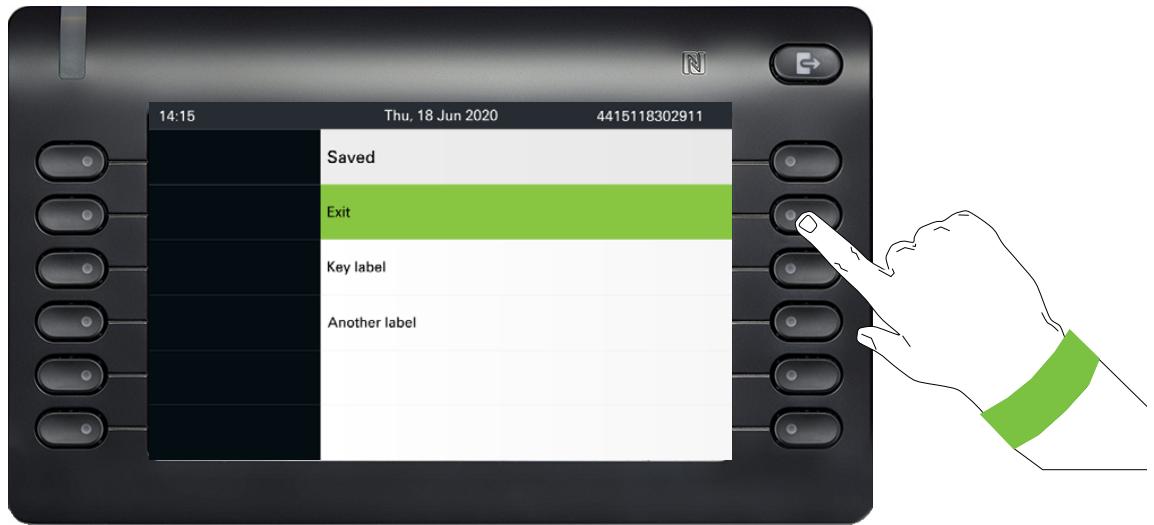 14:15 Thu, 18 Jun 2020 4415118302911
Saved
Exit
Key label
Another label